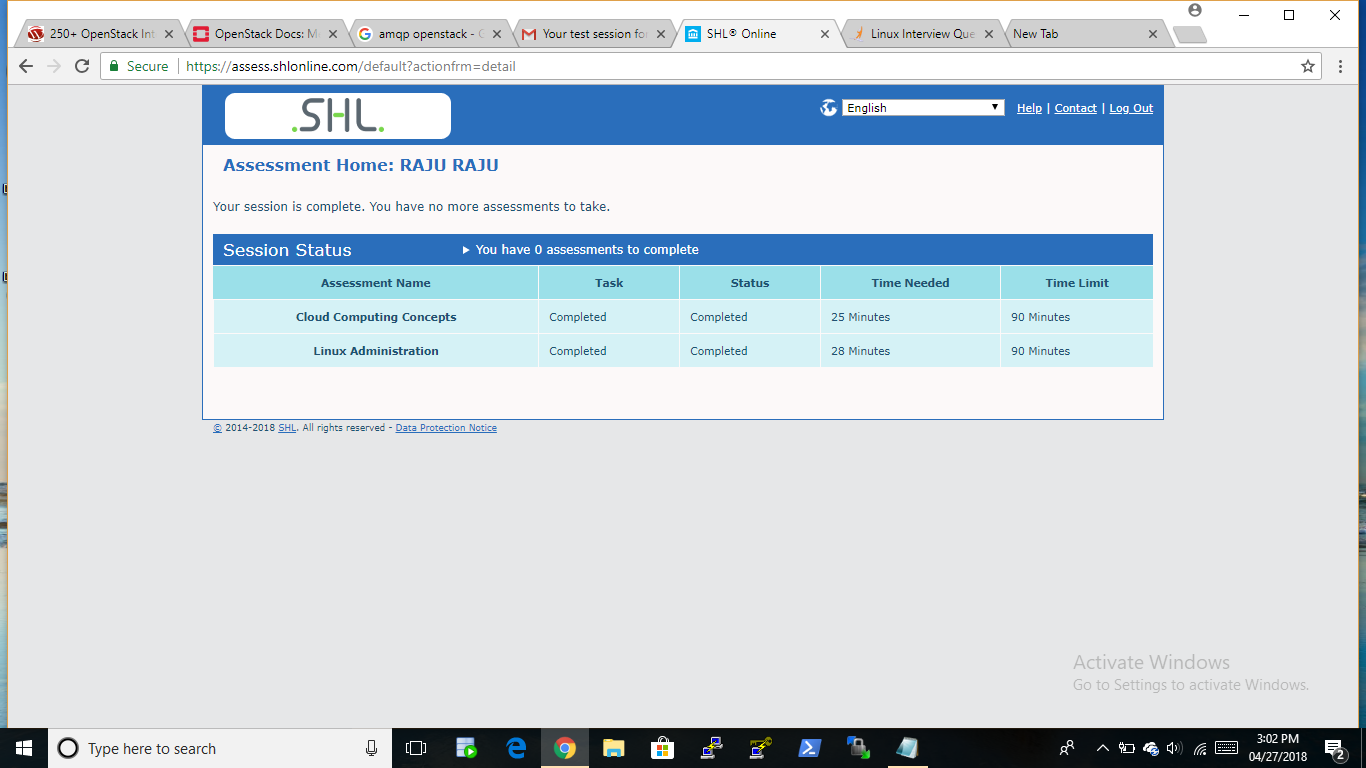 250+ OpenStack Int
OpenStack Docs: M
amqp openstack - G
Your test session for
SHL® Online
Linux Interview Que
New Tab
Secure
https://assess.shlonline.com/default?actionfrm=detail
.SHL.
English
Help | Contact | Log Out
Assessment Home: RAJU RAJU
Your session is complete. You have no more assessments to take.
Session Status
You have 0 assessments to complete
Assessment Name Task Status Time Needed Time Limit
Cloud Computing Concepts Completed Completed 25 Minutes 90 Minutes
Linux Administration Completed Completed 28 Minutes 90 Minutes
© 2014-2018 SHL. All rights reserved - Data Protection Notice
Activate Windows
Go to Settings to activate Windows.
Type here to search
3:02 PM
04/27/2018
2